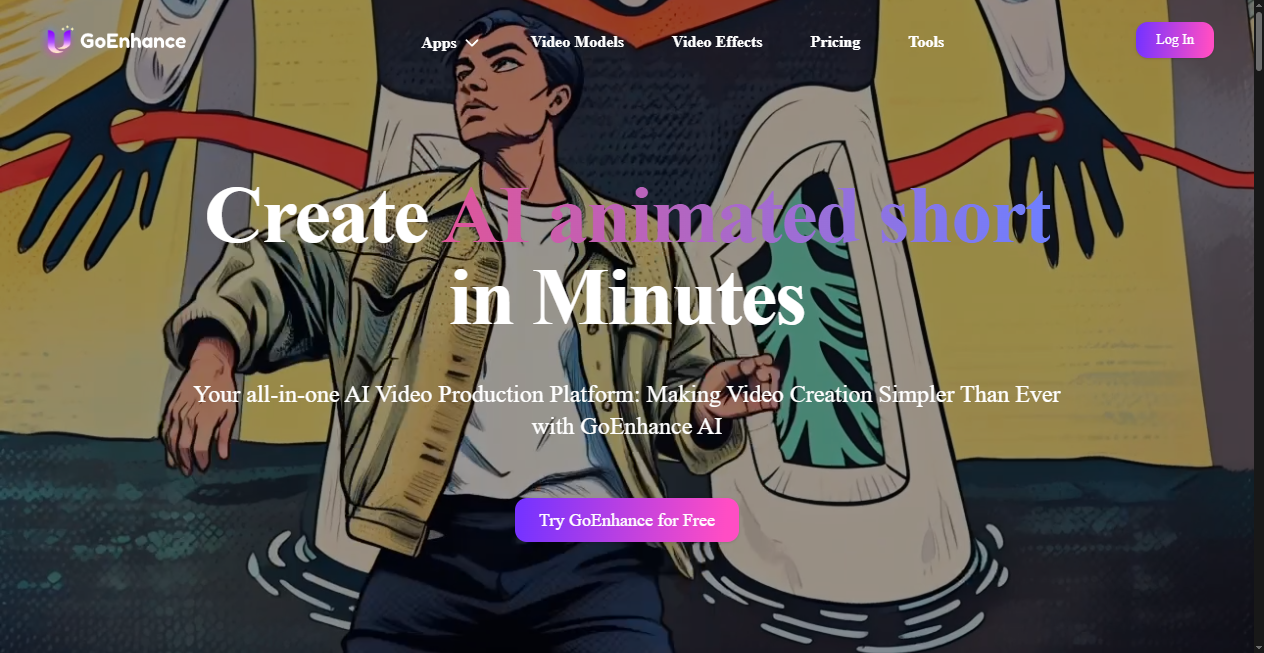 GoEnhance
Apps
Video Models
Video Effects
Pricing
Tools
Log In
Create AI animated short
in Minutes
Your all-in-one AI Video Production Platform: Making Video Creation Simpler Than Ever
with GoEnhance AI
Try GoEnhance for Free